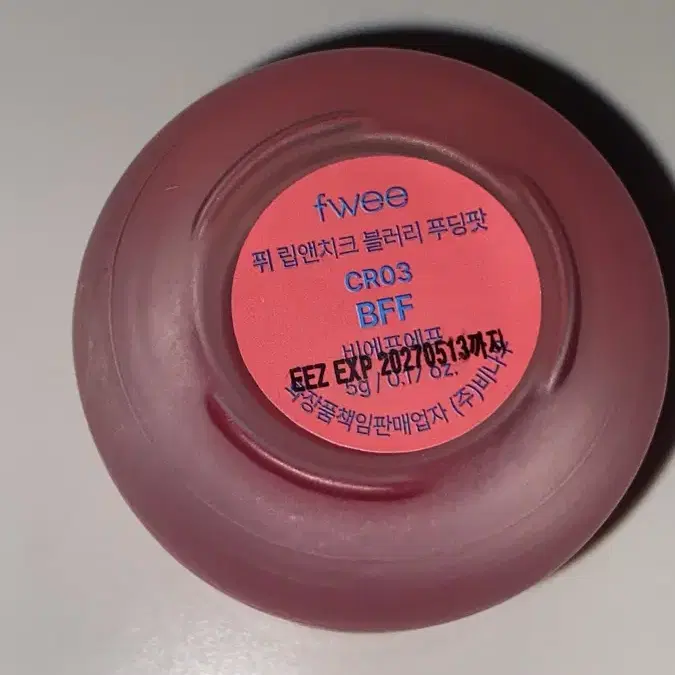 fwee
퓌 립앤치크 블러리 푸딩팟
CR03
BFF
비에프에프
EEZ EXP 20270513까지
5g / 0.17 oz.
화장품책임판매업자 (주)비나우